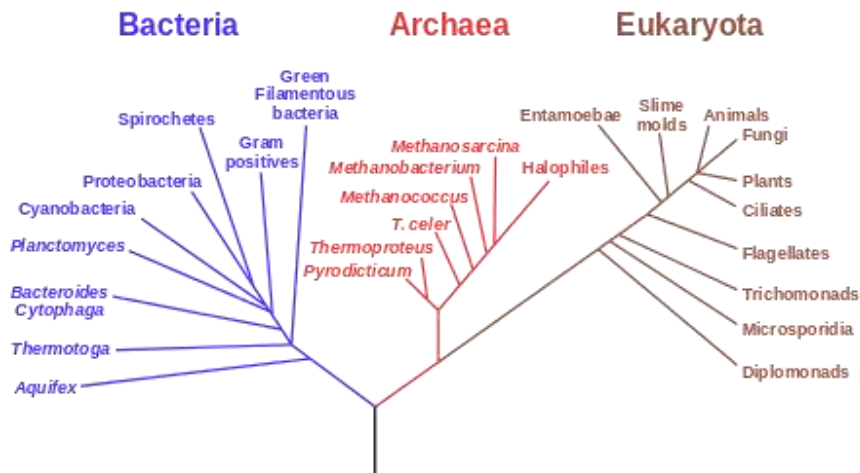 Bacteria
Archaea
Eukaryota
Green
Filamentous
bacteria
Spirochetes
Gram
positives
Proteobacteria
Cyanobacteria
Planctomyces
Bacteroides
Cytophaga
Thermotoga
Aquifex
Methanosarcina
Methanobacterium
Halophiles
Methanococcus
T. celer
Thermoproteus
Pyrodicticum
Entamoebae
Slime
molds
Animals
Fungi
Plants
Ciliates
Flagellates
Trichomonads
Microsporidia
Diplomonads